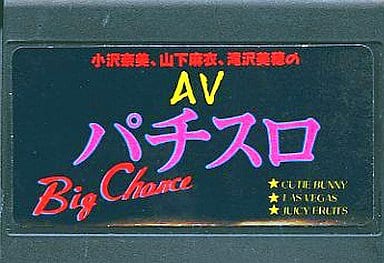 小沢奈美、山下麻衣、滝沢美穂の
AV
パチスロ
Big Chance
★ CUTIE BUNNY
★ LAS VEGAS
★ JUICY FRUITS